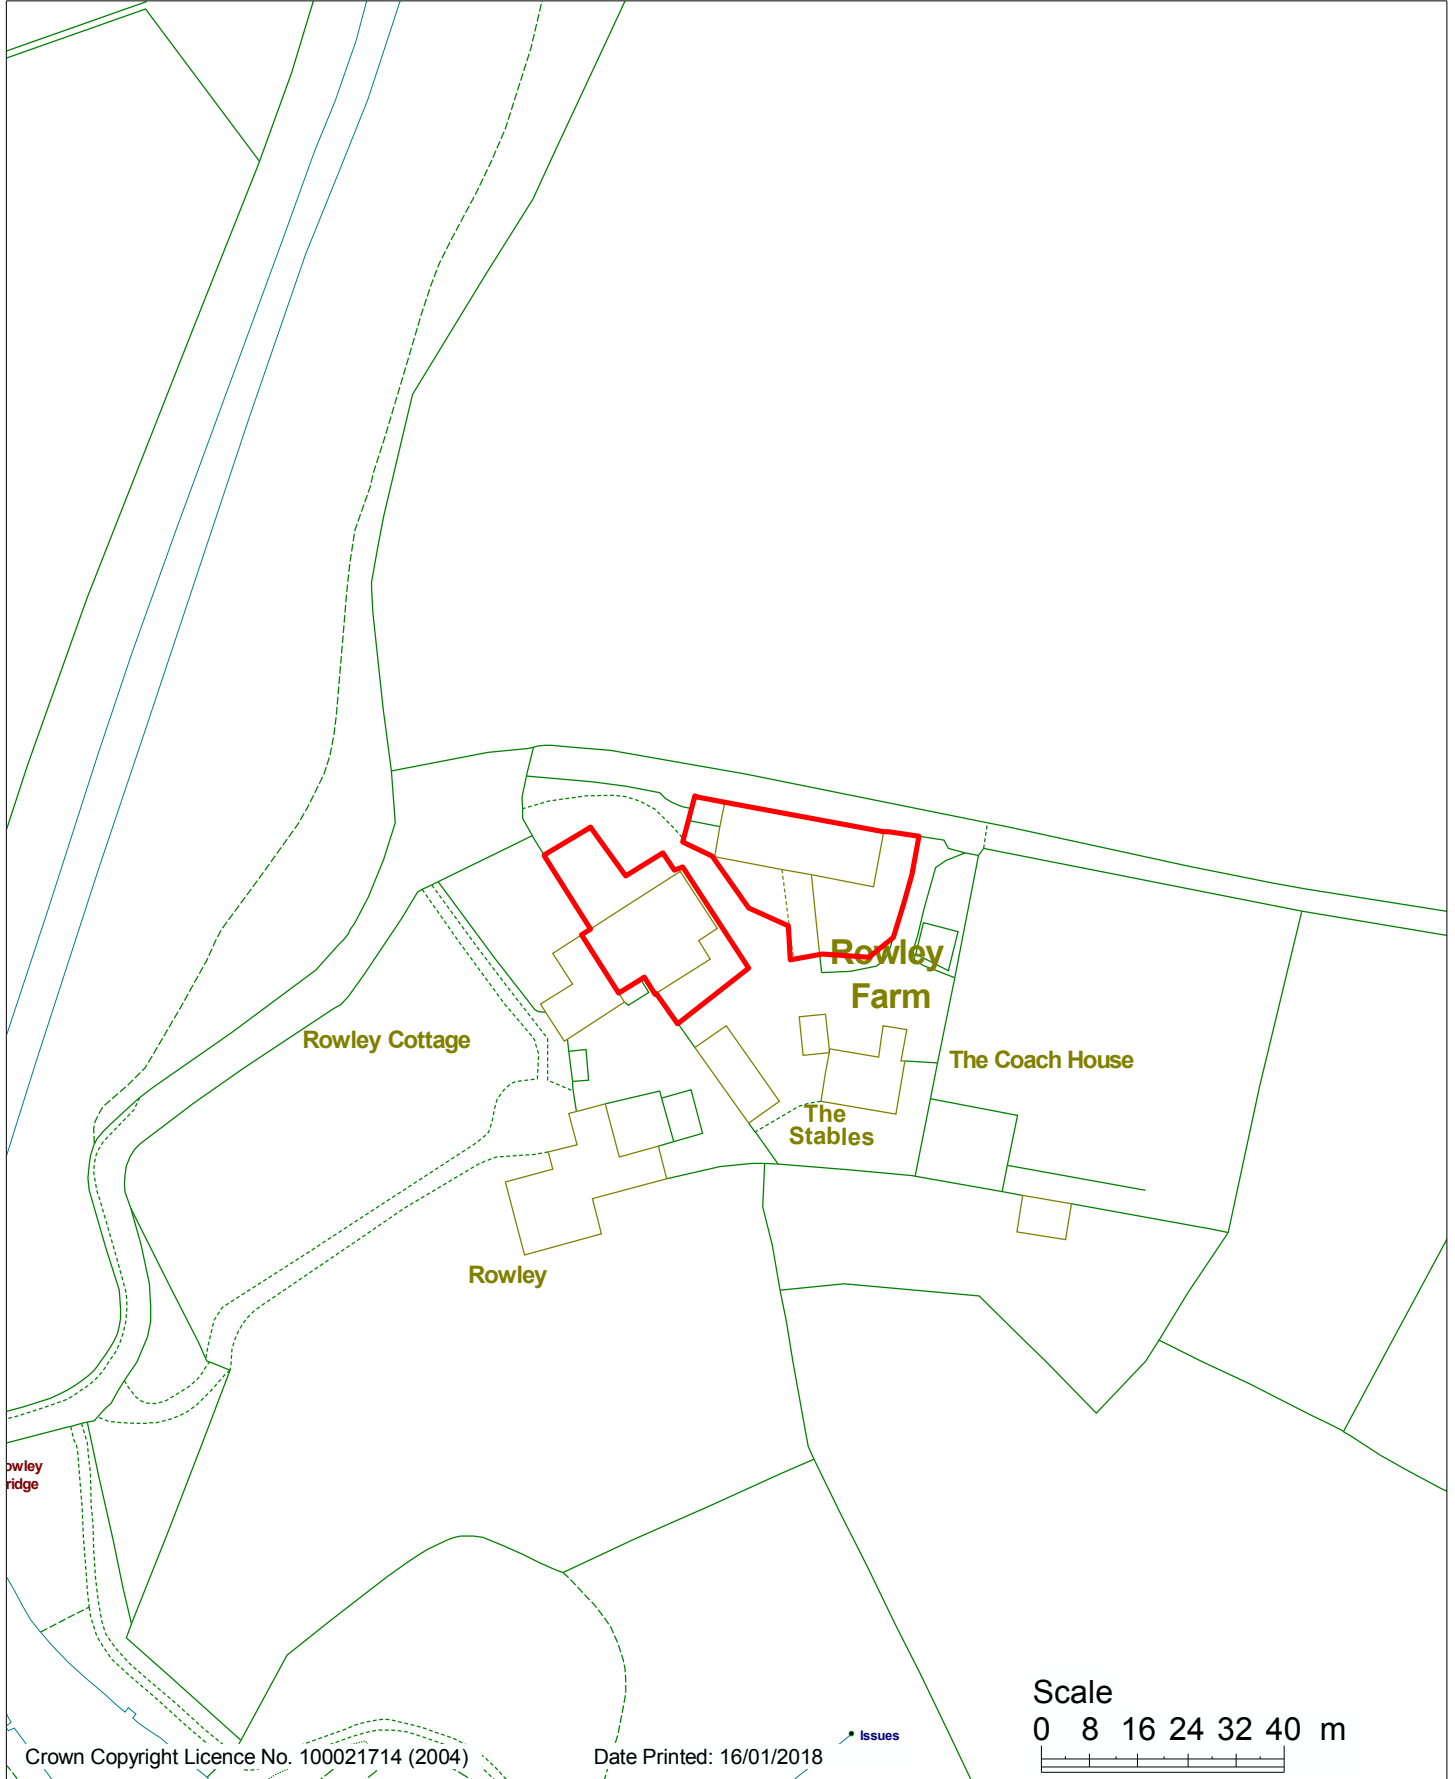 Rowley
Farm
Rowley Cottage
The Coach House
The
Stables
Rowley
owley
ridge
Issues
Scale
0 8 16 24 32 40 m
Crown Copyright Licence No. 100021714 (2004)
Date Printed: 16/01/2018